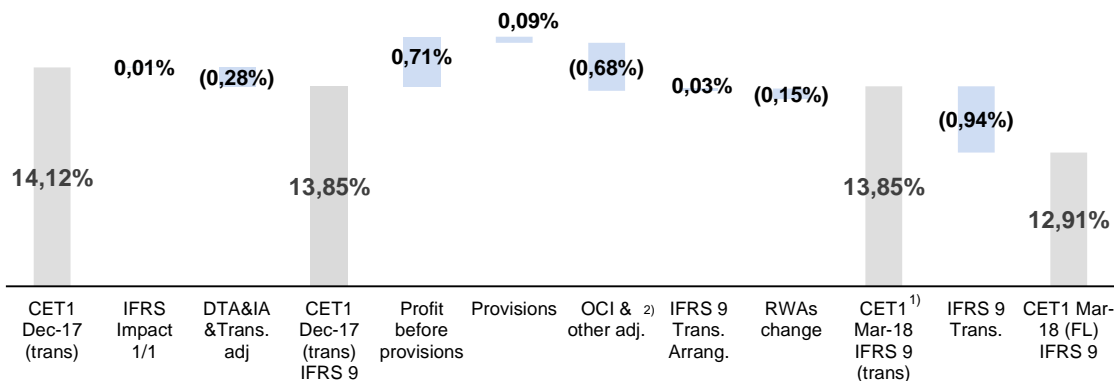 0,09%
0,01%
(0,28%)
0,71%
(0,68%)
0,03%
(0,15%)
(0,94%)
14,12%
13,85%
13,85%
12,91%
CET1
Dec-17
(trans)
IFRS
Impact
1/1
DTA&IA
&Trans.
adj
CET1
Dec-17
(trans)
IFRS 9
Profit
before
provisions
Provisions
OCI & 2)
other adj.
IFRS 9
Trans.
Arrang.
RWAs
change
CET1 1)
Mar-18
IFRS 9
(trans)
IFRS 9
Trans.
CET1 Mar-
18 (FL)
IFRS 9